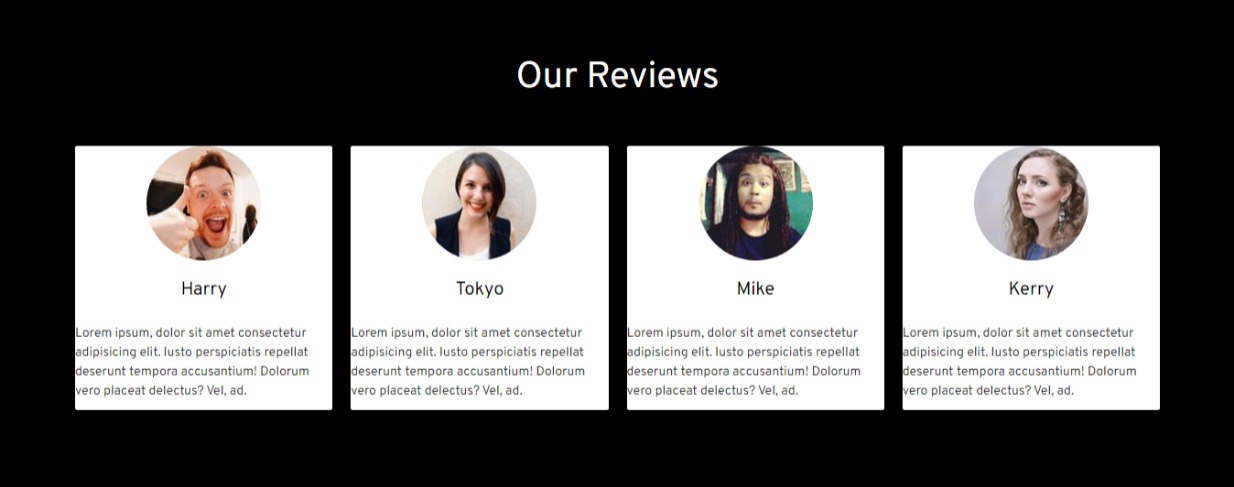 Our Reviews
Harry
Lorem ipsum, dolor sit amet consectetur
adipisicing elit. Iusto perspiciatis repellat
deserunt tempora accusantium! Dolorum
vero placeat delectus? Vel, ad.
Tokyo
Lorem ipsum, dolor sit amet consectetur
adipisicing elit. Iusto perspiciatis repellat
deserunt tempora accusantium! Dolorum
vero placeat delectus? Vel, ad.
Mike
Lorem ipsum, dolor sit amet consectetur
adipisicing elit. Iusto perspiciatis repellat
deserunt tempora accusantium! Dolorum
vero placeat delectus? Vel, ad.
Kerry
Lorem ipsum, dolor sit amet consectetur
adipisicing elit. Iusto perspiciatis repellat
deserunt tempora accusantium! Dolorum
vero placeat delectus? Vel, ad.